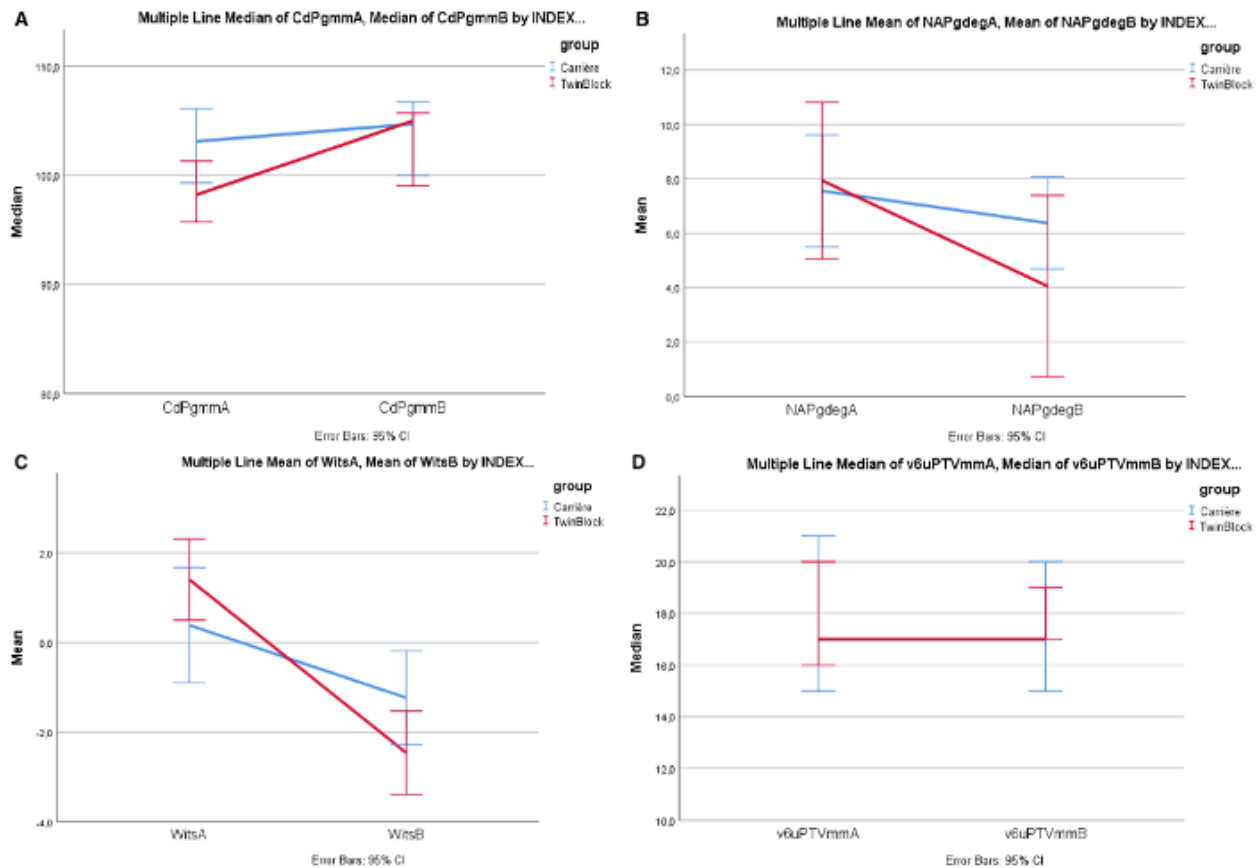 A
Multiple Line Median of CdPgmmA, Median of CdPgmmB by INDEX...
group
Carrière
TwinBlock
110,0
100,0
90,0
80,0
Median
CdPgmmA
CdPgmmB
Error Bars: 95% CI
B
Multiple Line Mean of NAPgdegA, Mean of NAPgdegB by INDEX...
group
Carrière
TwinBlock
12,0
10,0
8,0
6,0
4,0
2,0
0,0
Mean
NAPgdegA
NAPgdegB
Error Bars: 95% CI
C
Multiple Line Mean of WitsA, Mean of WitsB by INDEX...
group
Carrière
TwinBlock
2,0
0,0
-2,0
-4,0
Mean
WitsA
WitsB
Error Bars: 95% CI
D
Multiple Line Median of v6uPTVmmA, Median of v6uPTVmmB by INDEX...
group
Carrière
TwinBlock
22,0
20,0
18,0
16,0
14,0
12,0
10,0
Median
v6uPTVmmA
v6uPTVmmB
Error Bars: 95% CI